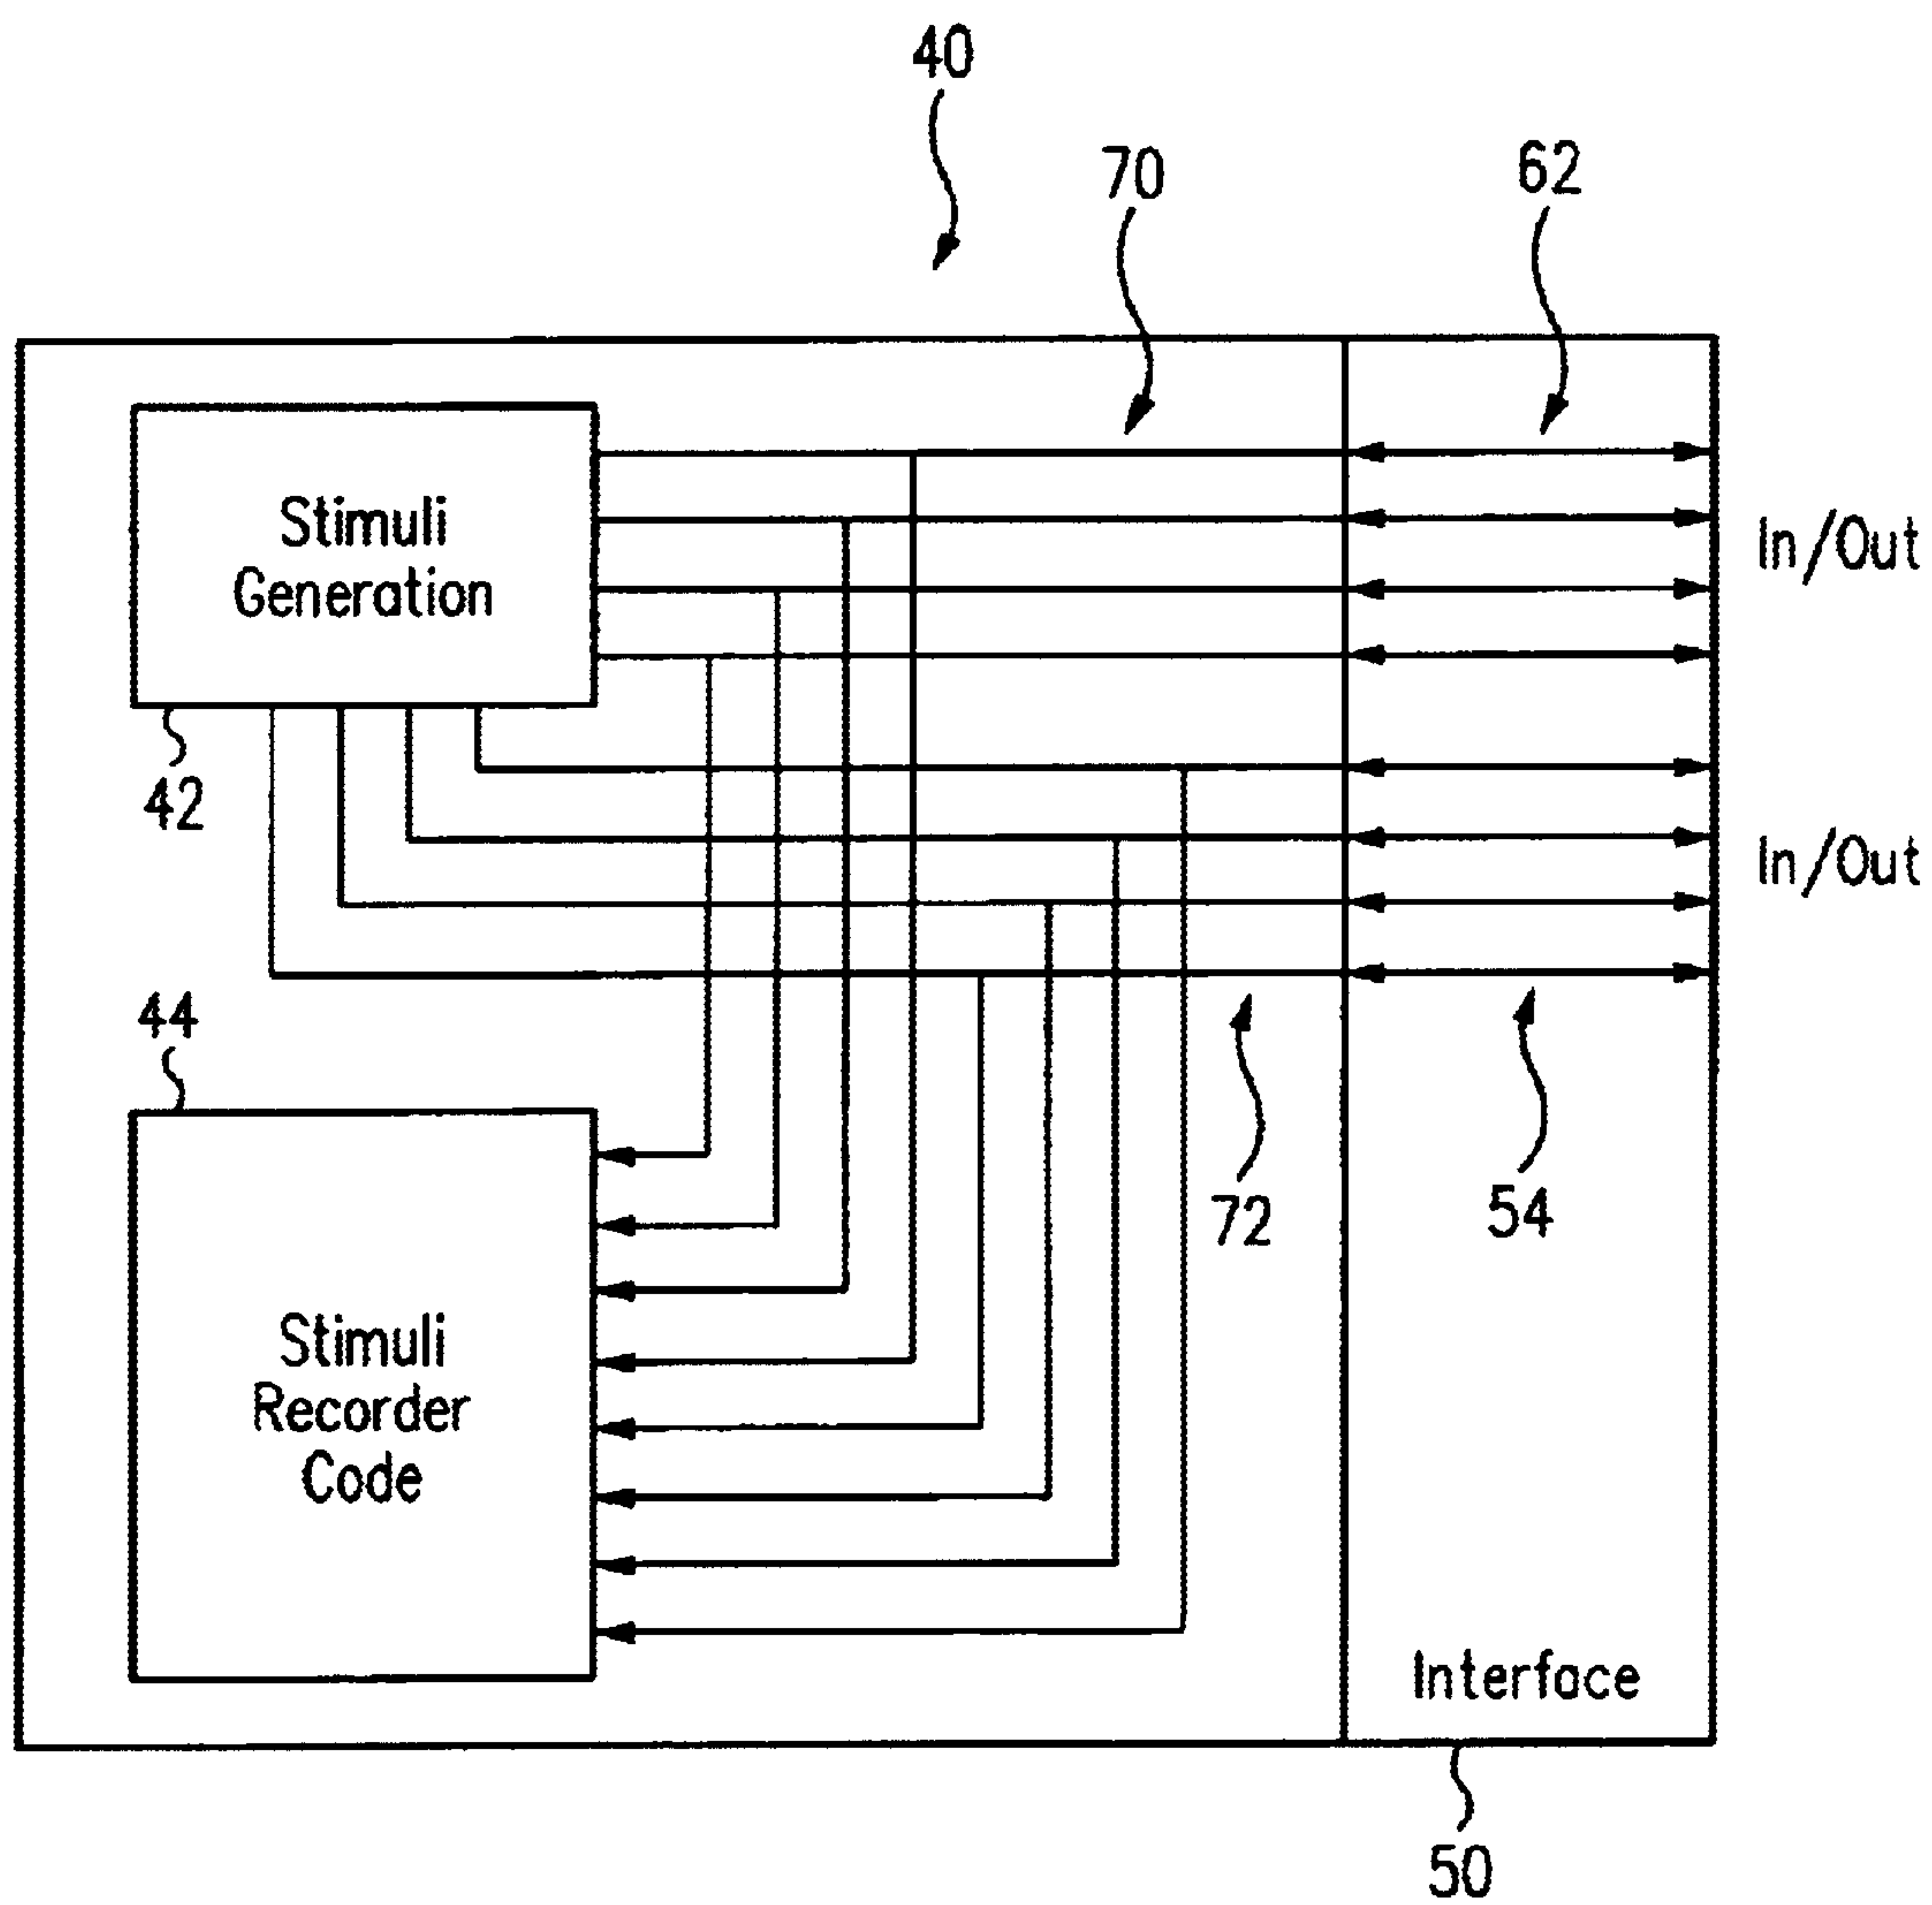 40
70
62
Stimuli
Generation
In/Out
42
In/Out
44
72
54
Stimuli
Recorder
Code
Interface
50